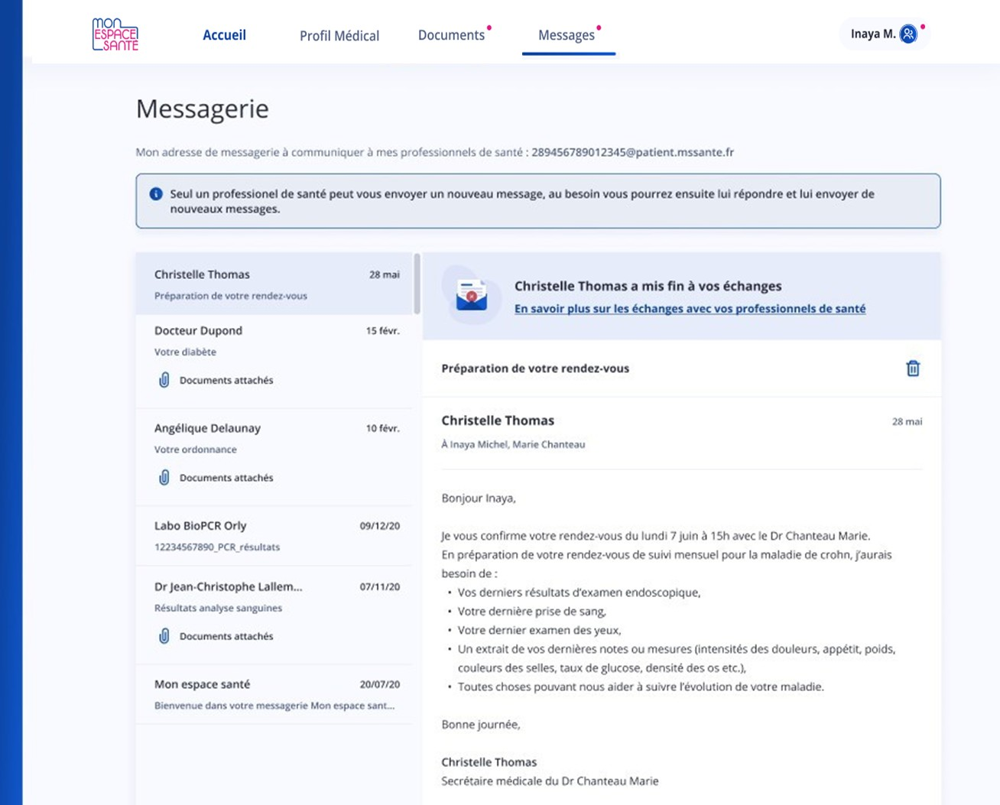 MON
ESPACE
SANTÉ
Accueil
Profil Médical
Documents
Messages
Inaya M.
Messagerie
Mon adresse de messagerie à communiquer à mes professionnels de santé : 289456789012345@patient.mssante.fr
Seul un professionel de santé peut vous envoyer un nouveau message, au besoin vous pourrez ensuite lui répondre et lui envoyer de
nouveaux messages.
Christelle Thomas
28 mai
Préparation de votre rendez-vous
Docteur Dupond
15 févr.
Votre diabète
Documents attachés
Angélique Delaunay
10 févr.
Votre ordonnance
Documents attachés
Labo BioPCR Orly
09/12/20
12234567890_PCR_résultats
Dr Jean-Christophe Lallem...
07/11/20
Résultats analyse sanguines
Documents attachés
Mon espace santé
20/07/20
Bienvenue dans votre messagerie Mon espace sant...
Christelle Thomas a mis fin à vos échanges
En savoir plus sur les échanges avec vos professionnels de santé
Préparation de votre rendez-vous
Christelle Thomas
28 mai
À Inaya Michel, Marie Chanteau
Bonjour Inaya,
Je vous confirme votre rendez-vous du lundi 7 juin à 15h avec le Dr Chanteau Marie.
En préparation de votre rendez-vous de suivi mensuel pour la maladie de crohn, j'aurais
besoin de :
• Vos derniers résultats d'examen endoscopique,
• Votre dernière prise de sang,
• Votre dernier examen des yeux,
• Un extrait de vos dernières notes ou mesures (intensités des douleurs, appétit, poids,
couleurs des selles, taux de glucose, densité des os etc.),
• Toutes choses pouvant nous aider à suivre l'évolution de votre maladie.
Bonne journée,
Christelle Thomas
Secrétaire médicale du Dr Chanteau Marie